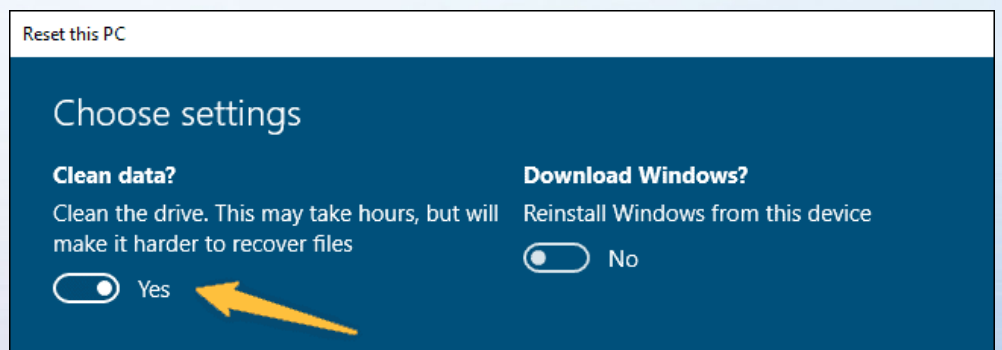 Reset this PC
Choose settings
Clean data?
Clean the drive. This may take hours, but will
make it harder to recover files
Yes
Download Windows?
Reinstall Windows from this device
No